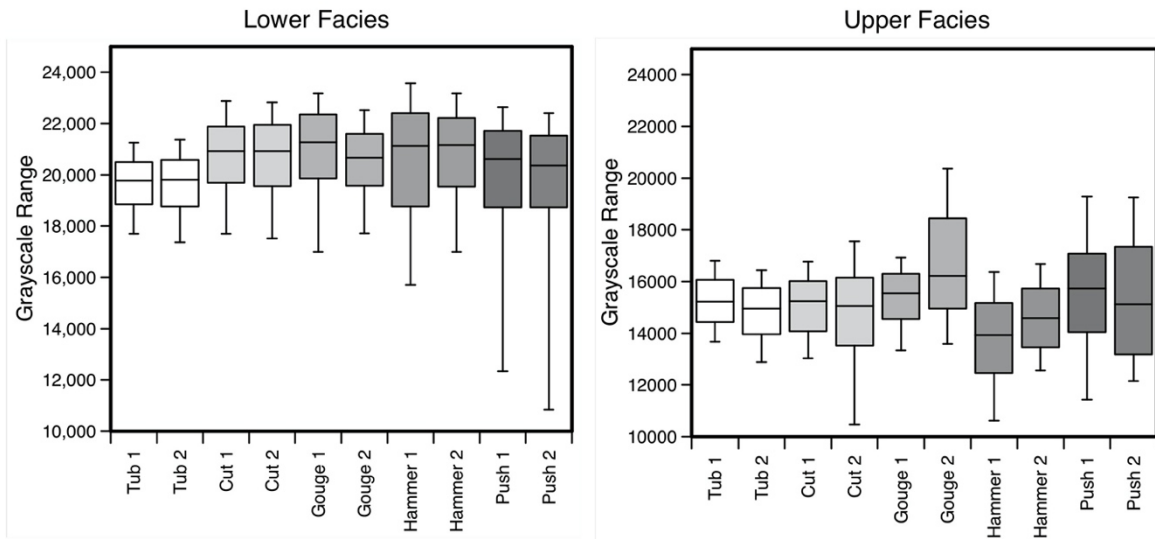 Lower Facies
Grayscale Range
24,000
22,000
20,000
18,000
16,000
14,000
12,000
10,000
Tub 1
Tub 2
Cut 1
Cut 2
Gouge 1
Gouge 2
Hammer 1
Hammer 2
Push 1
Push 2
Upper Facies
Grayscale Range
24000
22000
20000
18000
16000
14000
12000
10000
Tub 1
Tub 2
Cut 1
Cut 2
Gouge 1
Gouge 2
Hammer 1
Hammer 2
Push 1
Push 2